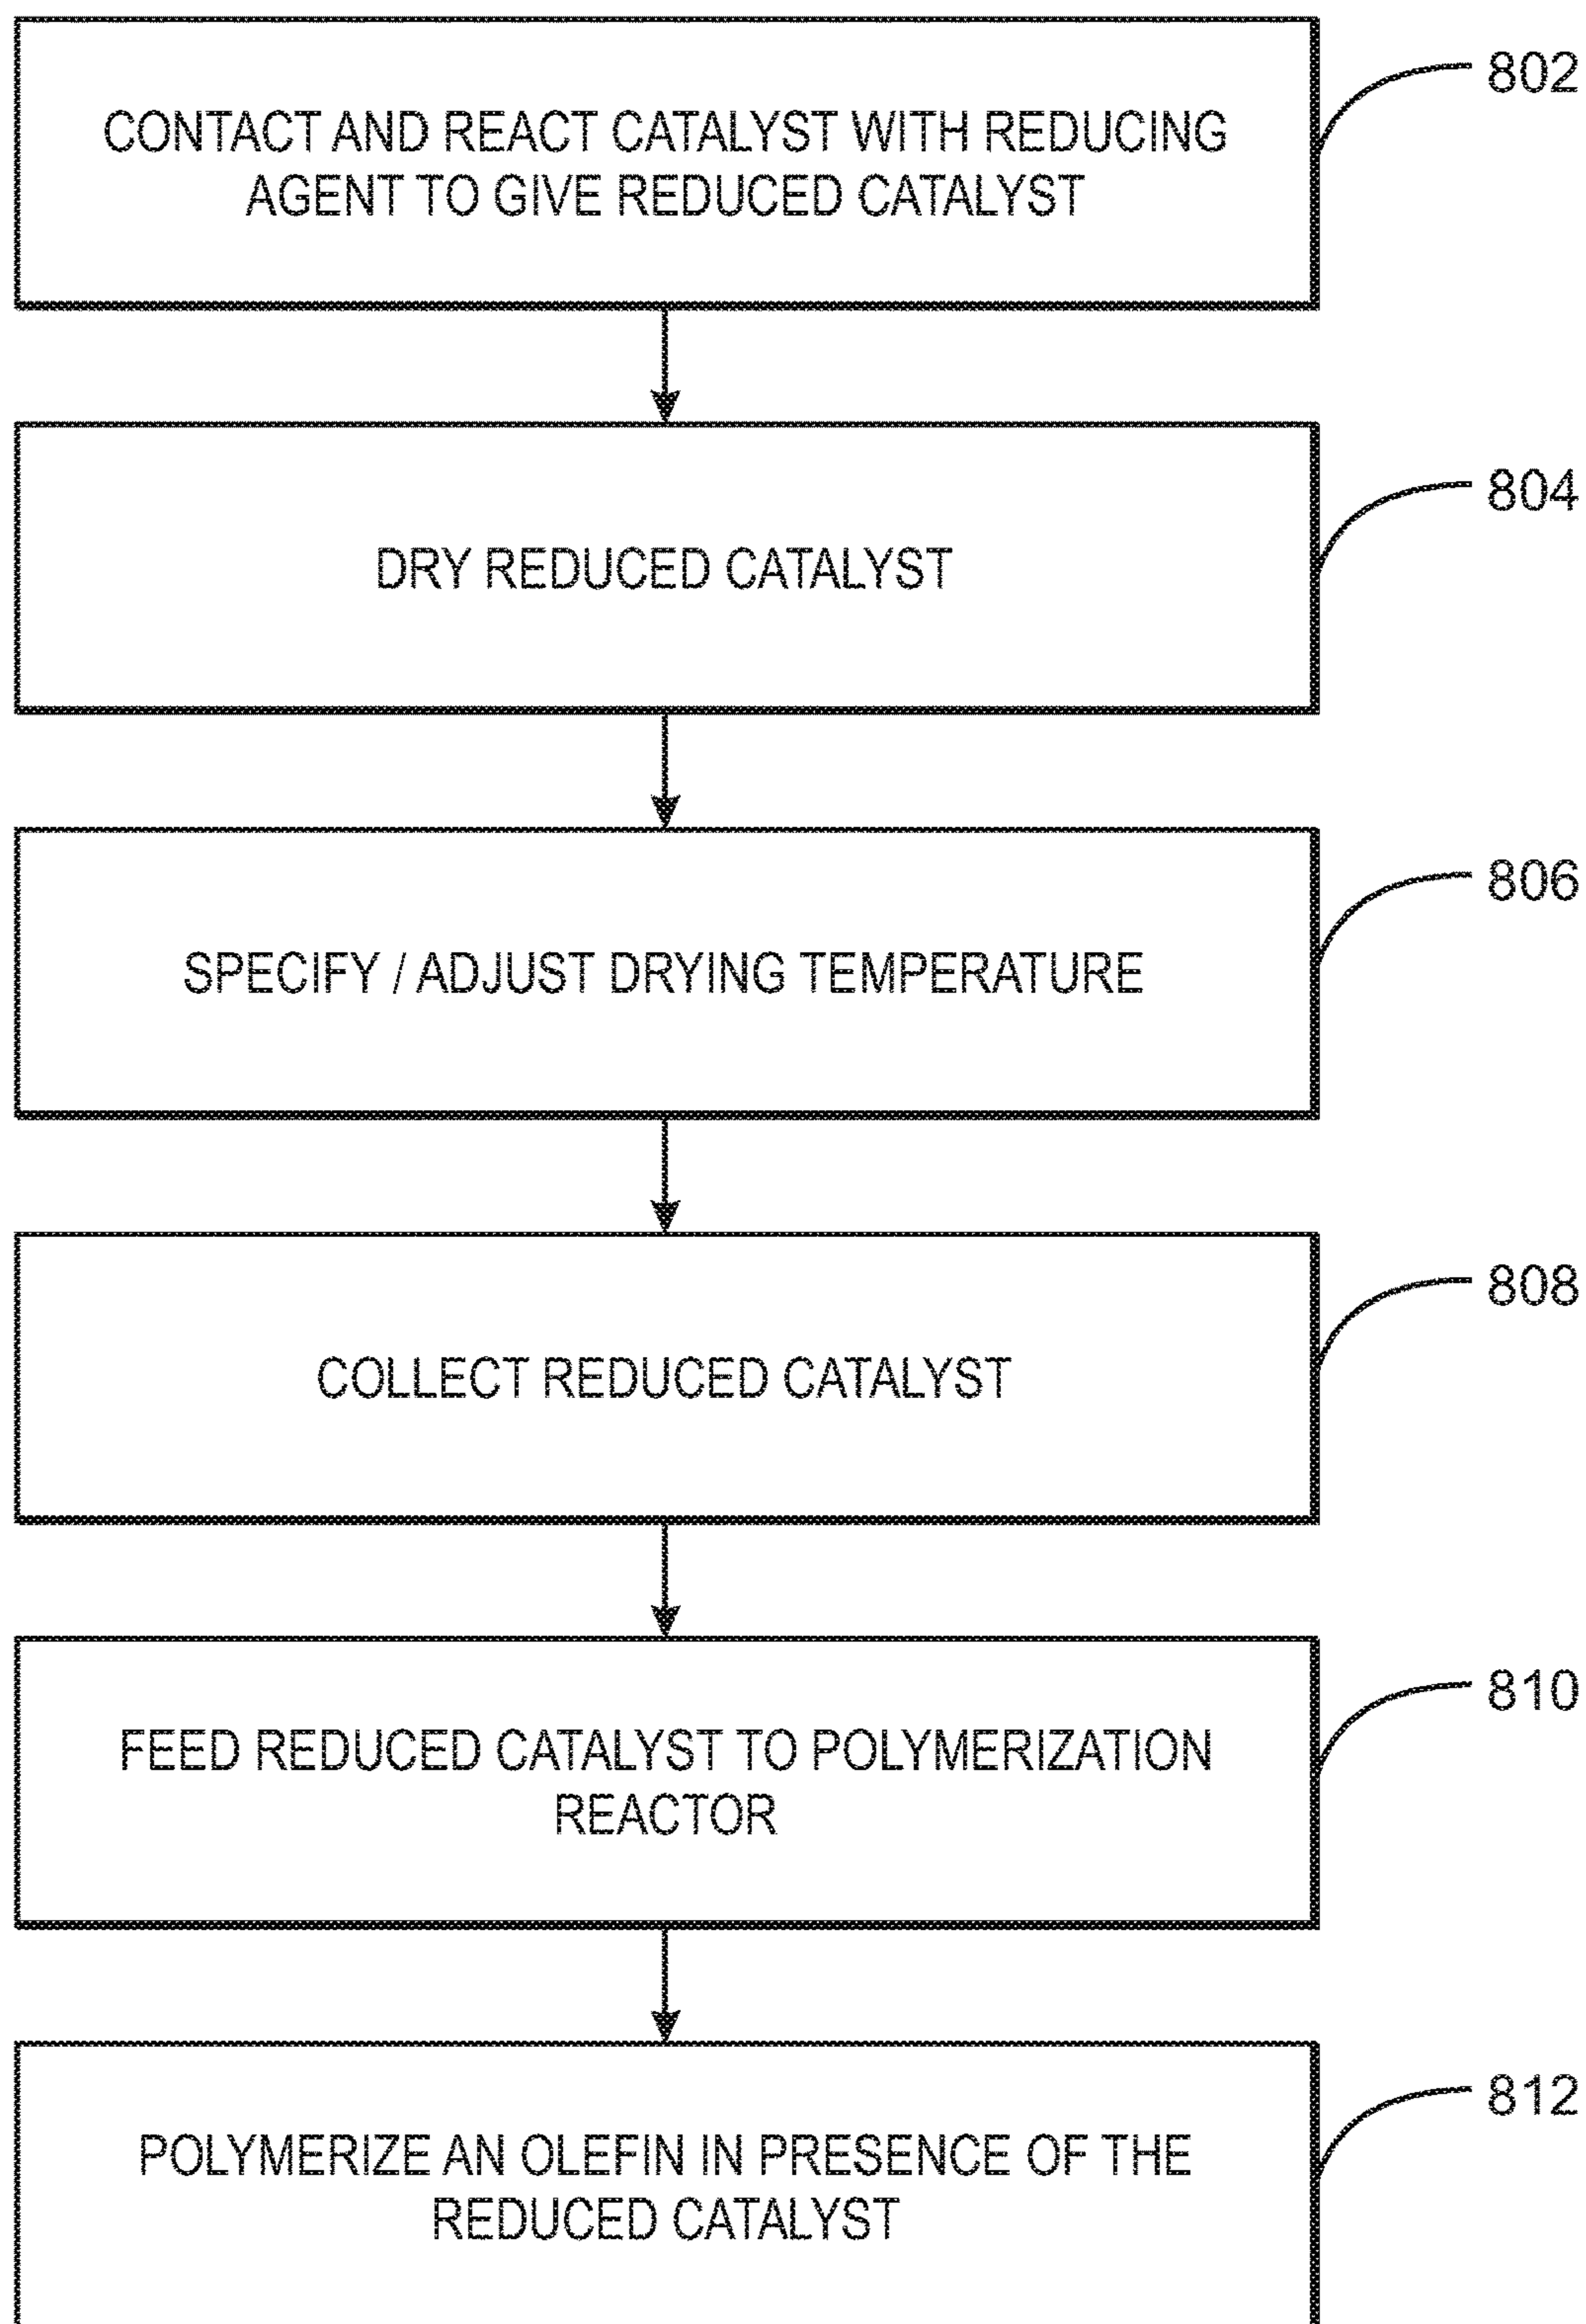 802
CONTACT AND REACT CATALYST WITH REDUCING
AGENT TO GIVE REDUCED CATALYST
804
DRY REDUCED CATALYST
806
SPECIFY / ADJUST DRYING TEMPERATURE
808
COLLECT REDUCED CATALYST
810
FEED REDUCED CATALYST TO POLYMERIZATION
REACTOR
812
POLYMERIZE AN OLEFIN IN PRESENCE OF THE
REDUCED CATALYST